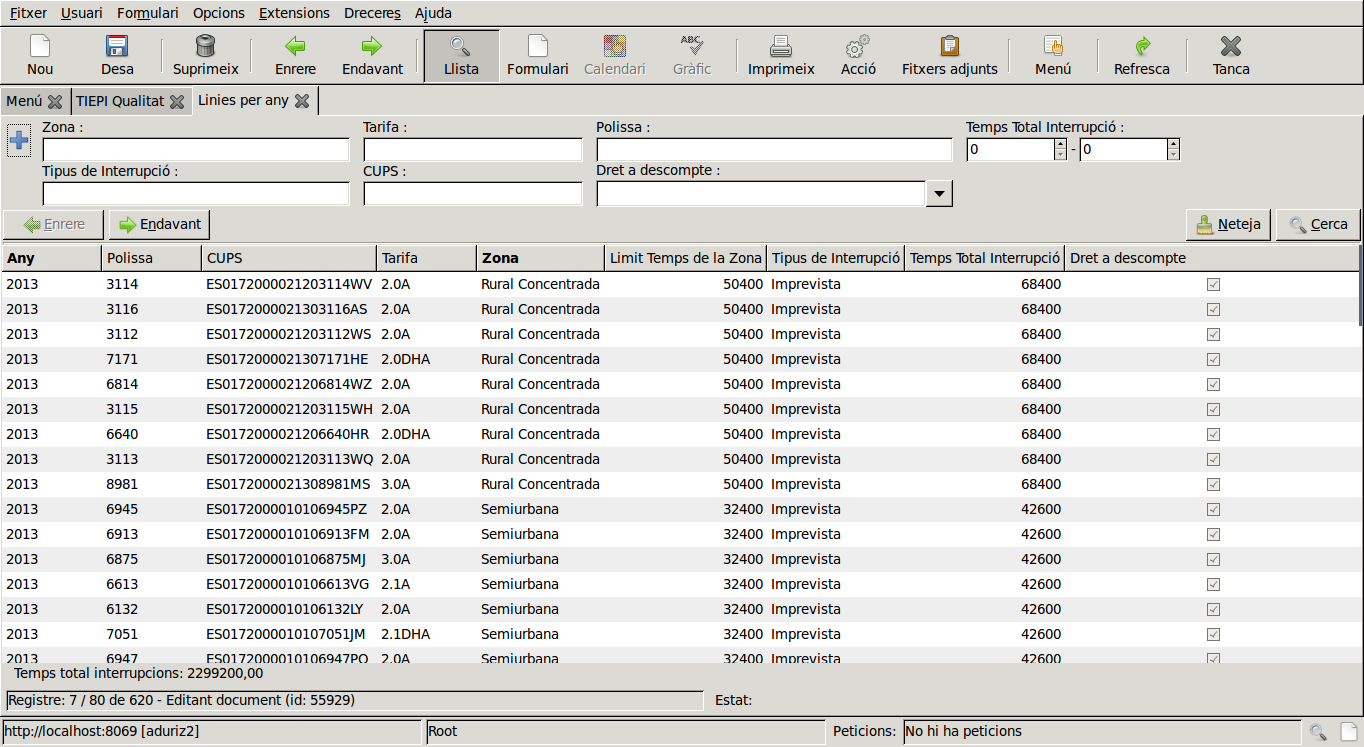 Fitxer Usuari Formulari Opcions Extensions Dreceres Ajuda
Nou Desa Suprimeix Enrere Endavant Llista Formulari Calendari Gràfic Imprimeix Acció Fitxers adjunts Menú Refresca Tanca
Menú TIEPI Qualitat Linies per any
Zona : Tarifa : Polissa : Temps Total Interrupció :
0 - 0
Tipus de Interrupció : CUPS : Dret a descompte :
Enrere Endavant Neteja Cerca
Any Polissa CUPS Tarifa Zona Limit Temps de la Zona Tipus de Interrupció Temps Total Interrupció Dret a descompte
2013 3114 ES0172000021203114WV 2.0A Rural Concentrada 50400 Imprevista 68400
2013 3116 ES0172000021303116AS 2.0A Rural Concentrada 50400 Imprevista 68400
2013 3112 ES0172000021203112WS 2.0A Rural Concentrada 50400 Imprevista 68400
2013 7171 ES0172000021307171HE 2.0DHA Rural Concentrada 50400 Imprevista 68400
2013 6814 ES0172000021206814WZ 2.0A Rural Concentrada 50400 Imprevista 68400
2013 3115 ES0172000021203115WH 2.0A Rural Concentrada 50400 Imprevista 68400
2013 6640 ES0172000021206640HR 2.0DHA Rural Concentrada 50400 Imprevista 68400
2013 3113 ES0172000021203113WQ 2.0A Rural Concentrada 50400 Imprevista 68400
2013 8981 ES0172000021308981MS 3.0A Rural Concentrada 50400 Imprevista 68400
2013 6945 ES0172000010106945PZ 2.0A Semiurbana 32400 Imprevista 42600
2013 6913 ES0172000010106913FM 2.0A Semiurbana 32400 Imprevista 42600
2013 6875 ES0172000010106875MJ 3.0A Semiurbana 32400 Imprevista 42600
2013 6613 ES0172000010106613VG 2.1A Semiurbana 32400 Imprevista 42600
2013 6132 ES0172000010106132LY 2.0A Semiurbana 32400 Imprevista 42600
2013 7051 ES0172000010107051JM 2.1DHA Semiurbana 32400 Imprevista 42600
2013 6947 ES0172000010106947PQ 2.0A Semiurbana 32400 Imprevista 42600
Temps total interrupcions: 2299200,00
Registre: 7 / 80 de 620 - Editant document (id: 55929) Estat:
http://localhost:8069 [aduriz2] Root Peticions: No hi ha peticions